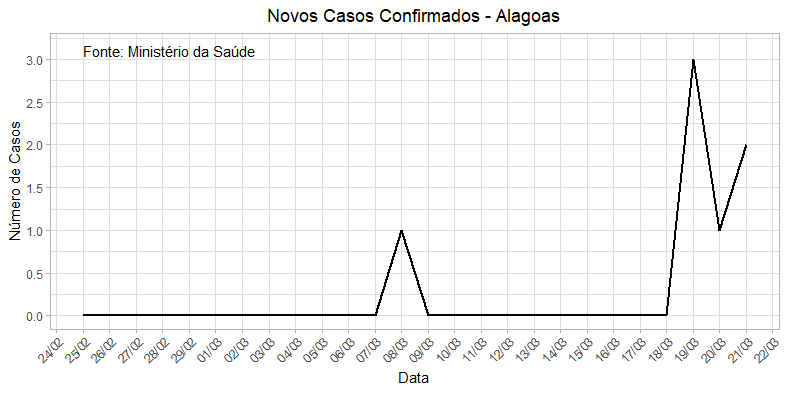 Novos Casos Confirmados - Alagoas
Fonte: Ministério da Saúde
Número de Casos
3.0
2.5
2.0
1.5
1.0
0.5
0.0
24/02 25/02 26/02 27/02 28/02 29/02 01/03 02/03 03/03 04/03 05/03 06/03 07/03 08/03 09/03 10/03 11/03 12/03 13/03 14/03 15/03 16/03 17/03 18/03 19/03 20/03 21/03 22/03
Data